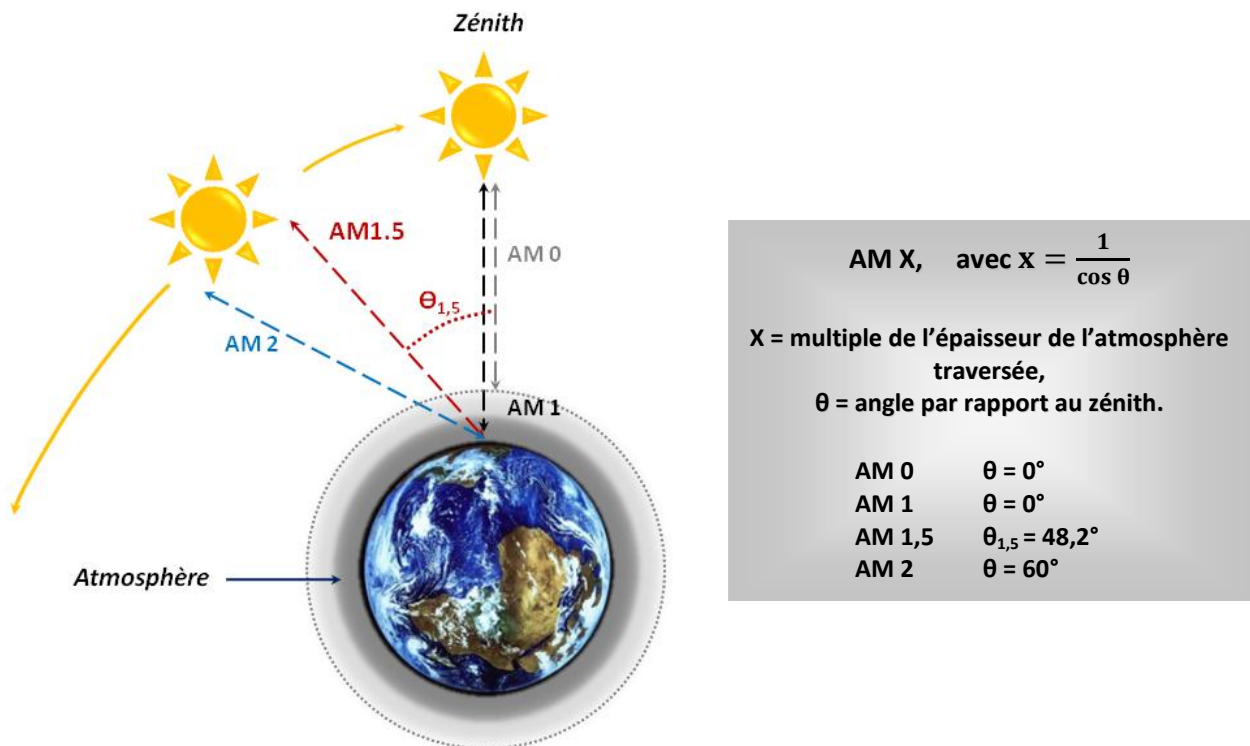 Zénith
AM1.5
AM 0
Θ1,5
AM 2
AM 1
Atmosphère
AM X, avec x = 1 / cos θ
X = multiple de l’épaisseur de l’atmosphère
traversée,
θ = angle par rapport au zénith.
AM 0 θ = 0°
AM 1 θ = 0°
AM 1,5 θ1,5 = 48,2°
AM 2 θ = 60°